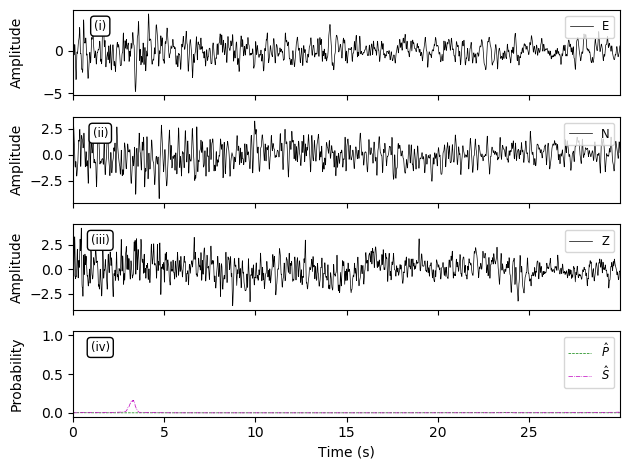 Amplitude
0
−5
(i)
E
Amplitude
2.5
0.0
−2.5
(ii)
N
Amplitude
2.5
0.0
−2.5
(iii)
Z
Probability
1.0
0.5
0.0
(iv)
P̂
Ŝ
0 5 10 15 20 25
Time (s)